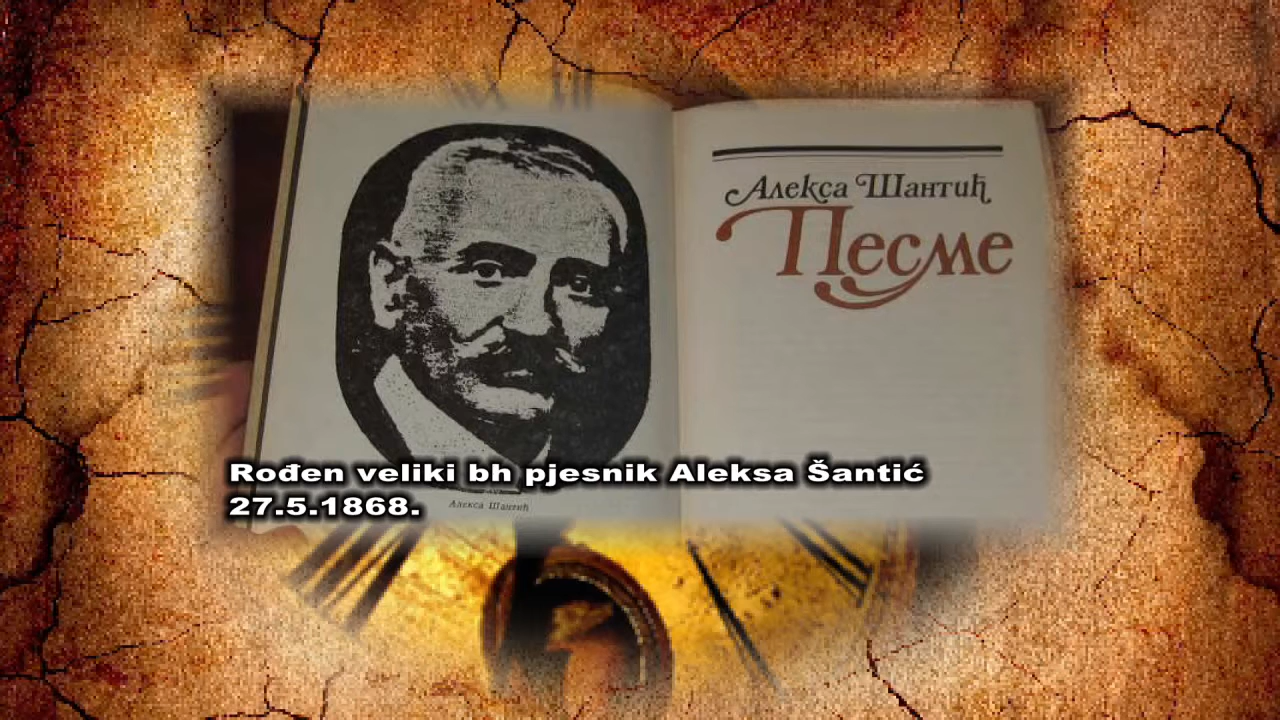 Алекса Шантић
Песме
Rođen veliki bh pjesnik Aleksa Šantić
27.5.1868.
Алекса Шантић